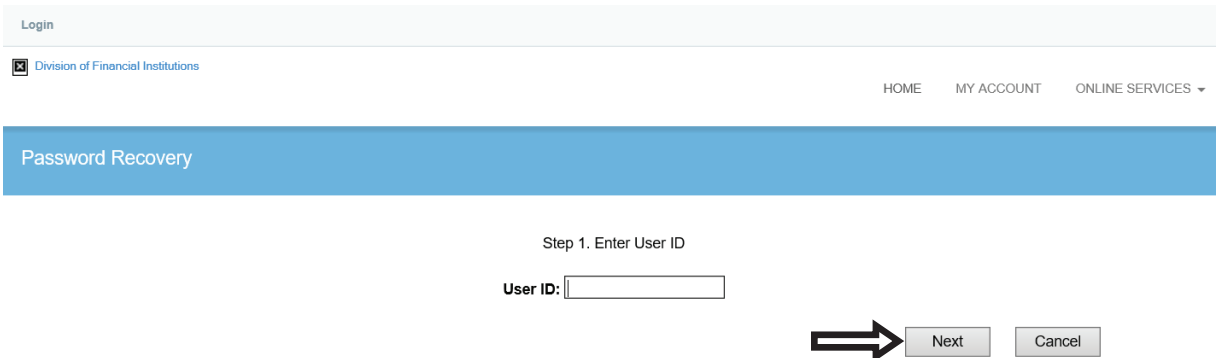 Login
Division of Financial Institutions
HOME MY ACCOUNT ONLINE SERVICES
Password Recovery
Step 1. Enter User ID
User ID:
Next Cancel